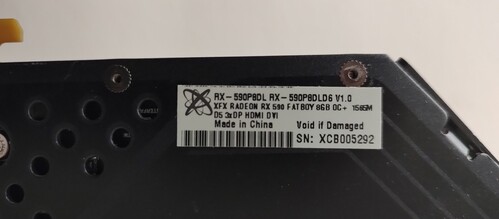 RX-590P8DL RX-590P8DLD6 V1.0
XFX RADEON RX 590 FATBOY 8GB OC+ 1565M
D5 3xDP HDMI DVI
Made in China Void if Damaged
SN: XCB005292